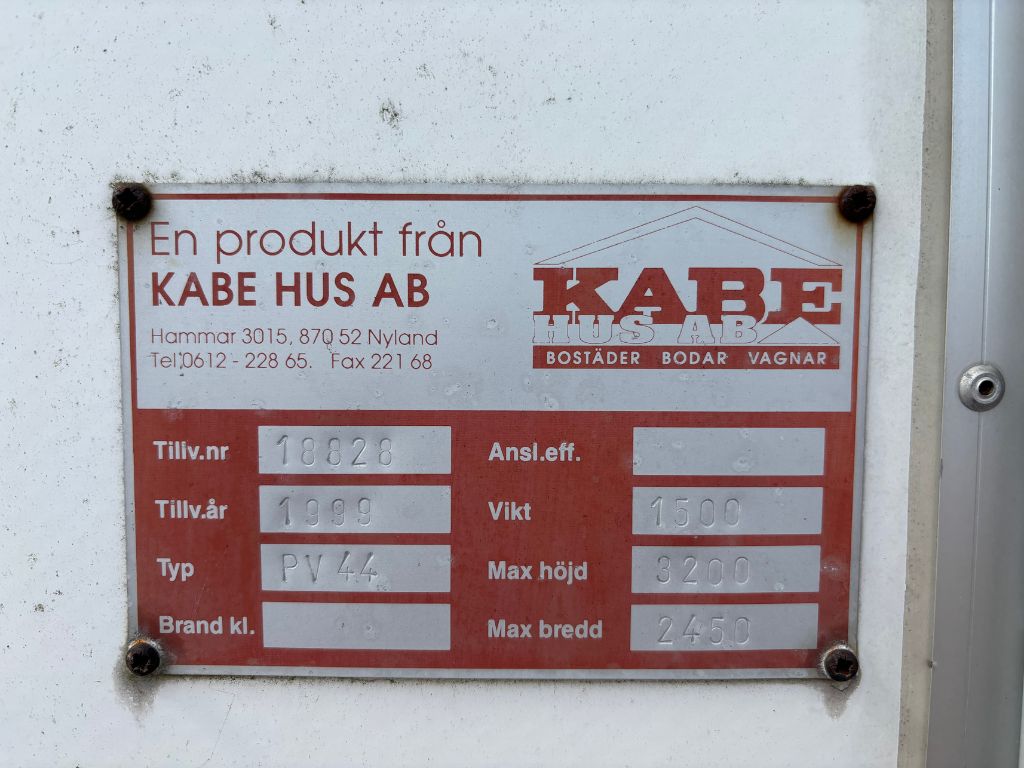 En produkt från
KABE HUS AB
Hammar 3015, 870 52 Nyland
Tel.0612 - 228 65. Fax 221 68
KABE
HUS AB
BOSTÄDER BODAR VAGNAR
Tillv.nr 18828
Ansl.eff.
Tillv.år 1999
Vikt 1500
Typ PV 44
Max höjd 3200
Brand kl.
Max bredd 2450